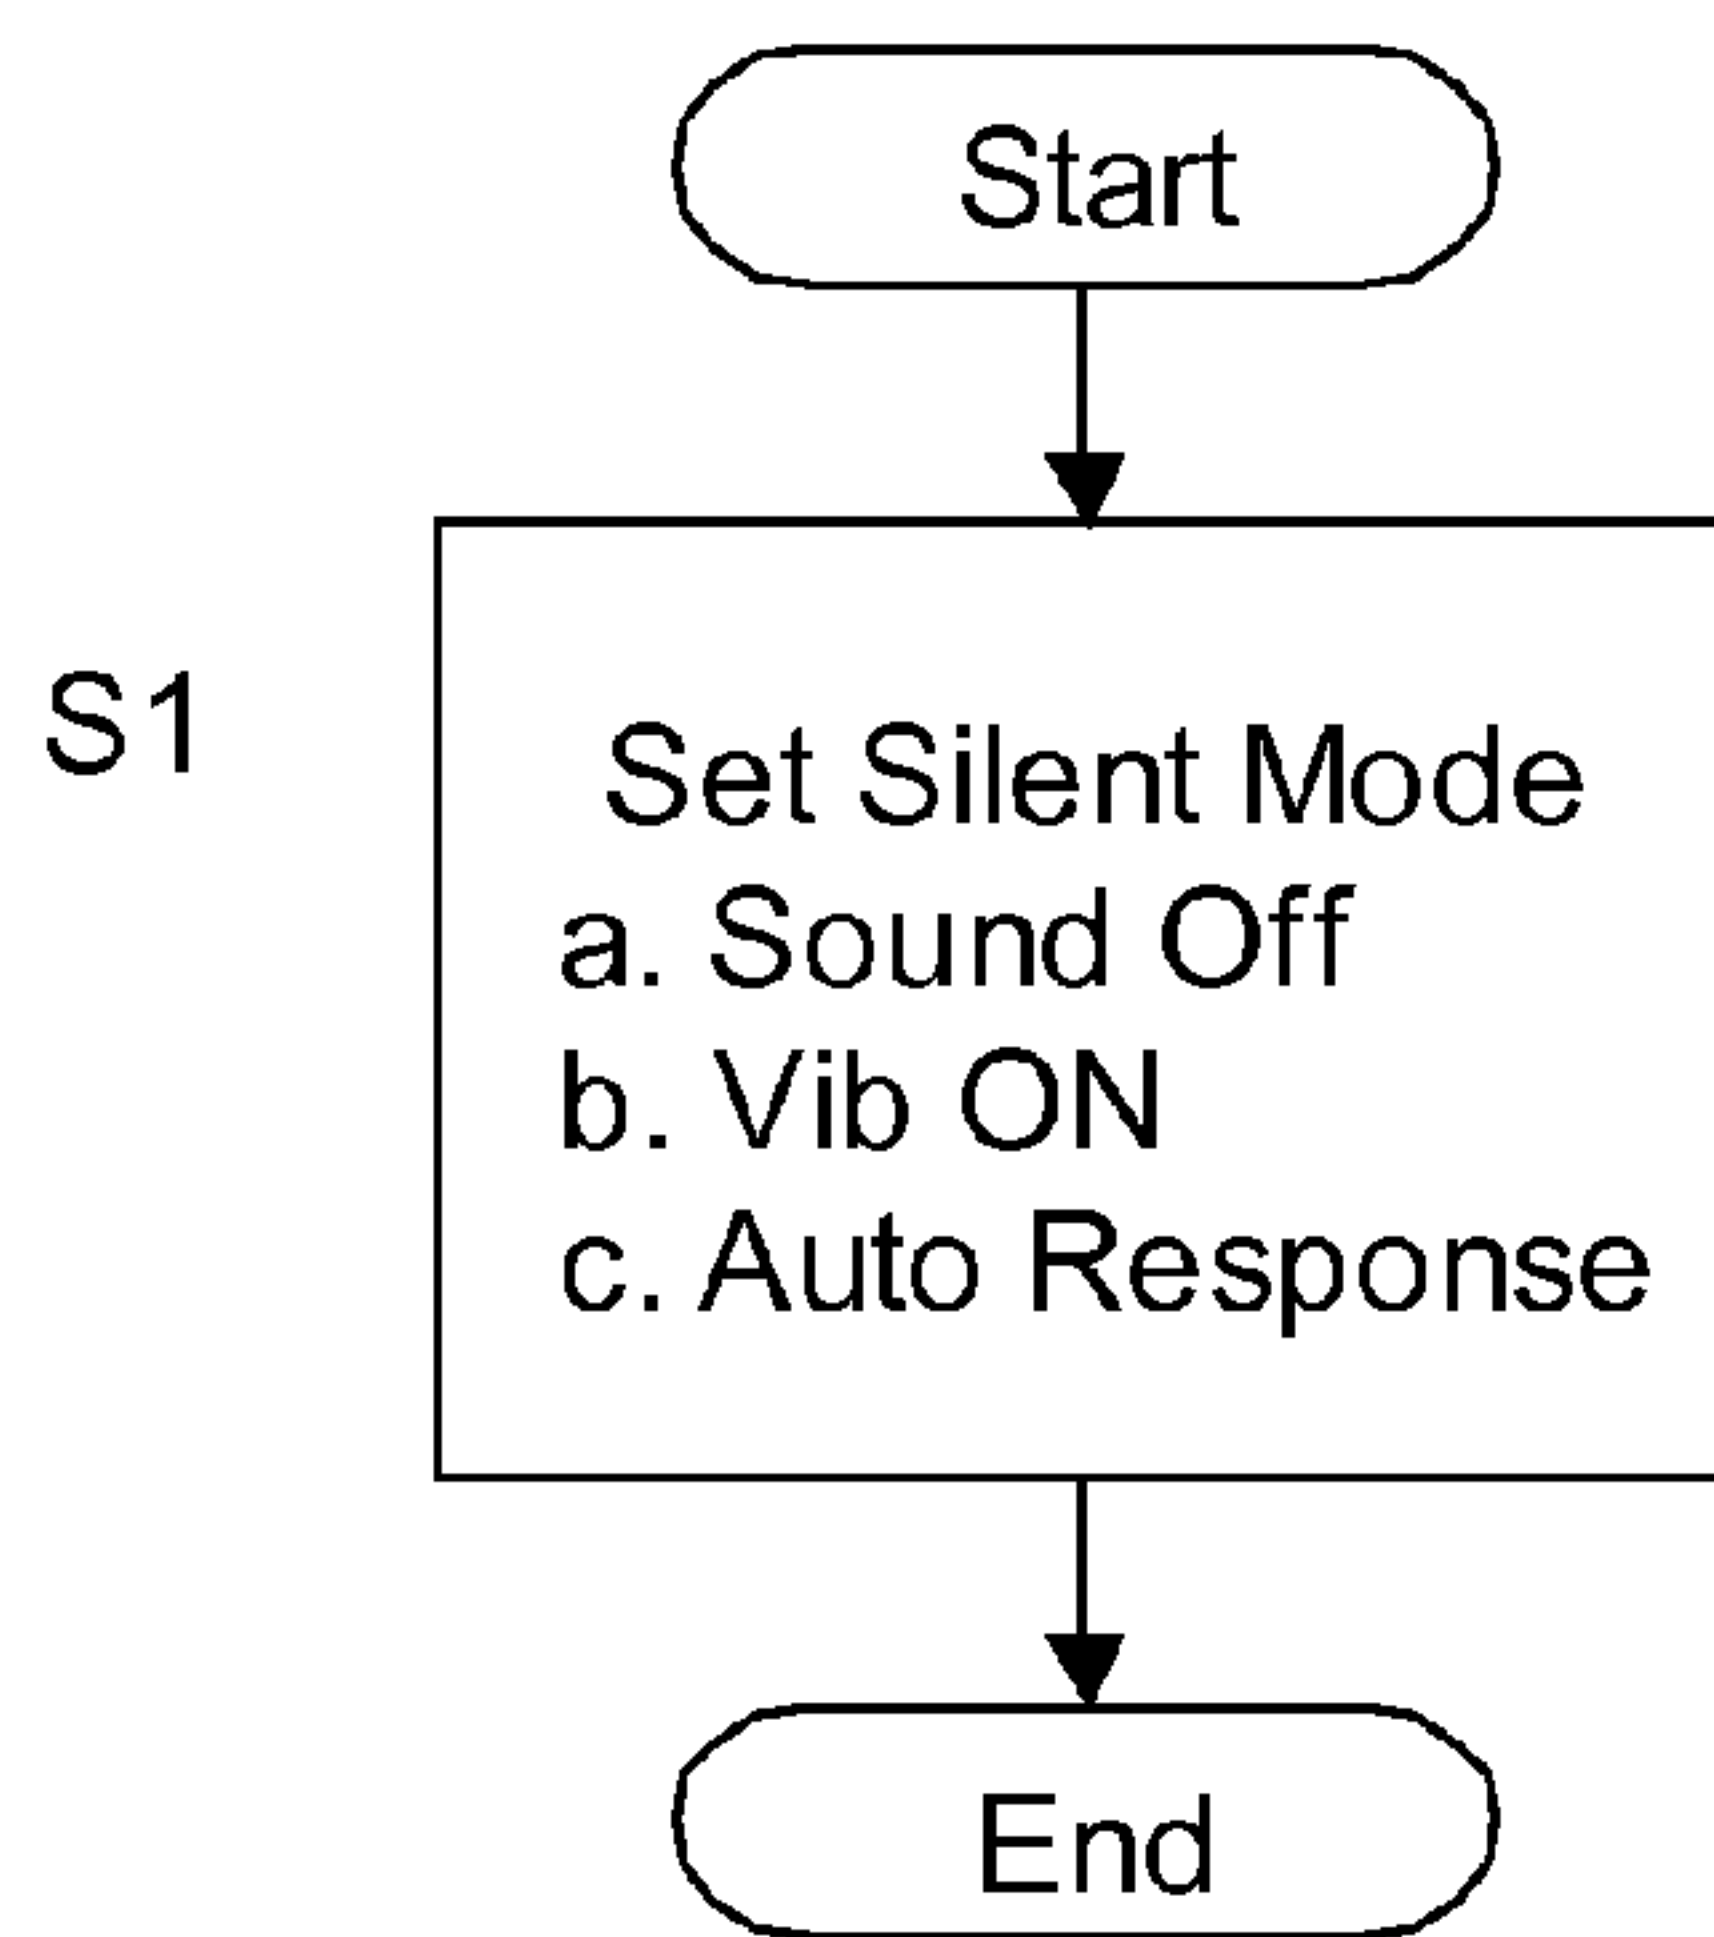 Start
S1
Set Silent Mode
a. Sound Off
b. Vib ON
c. Auto Response
End